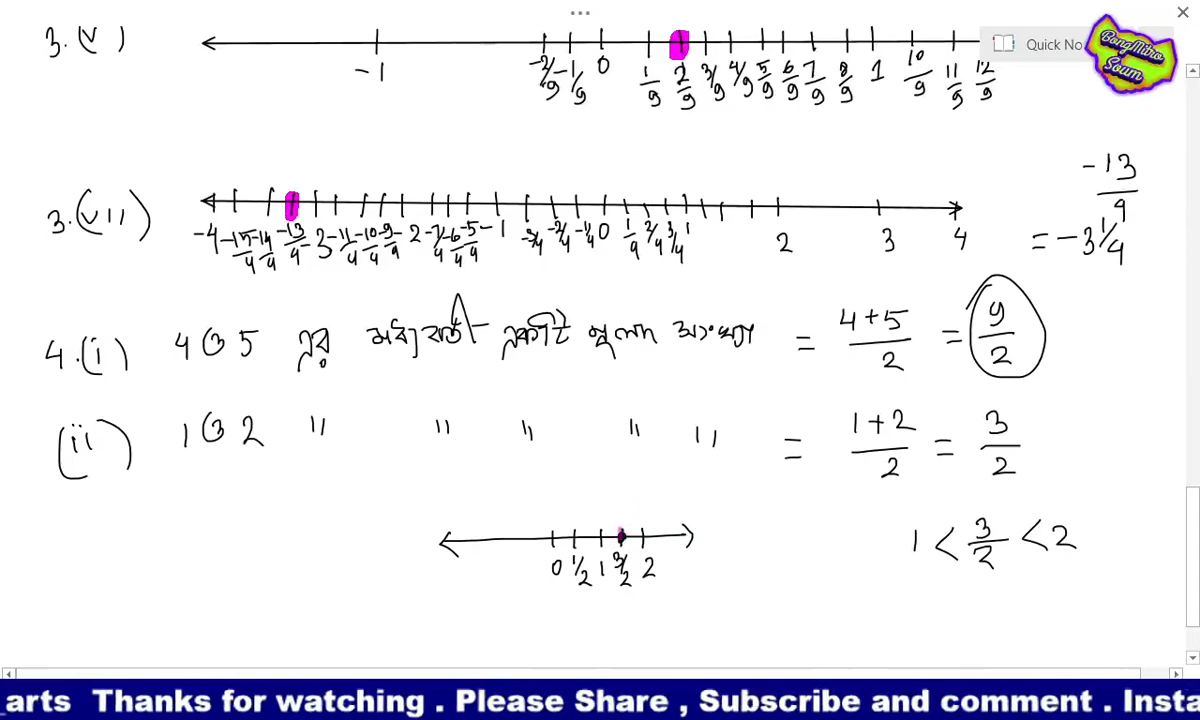 Quick No
BongMitro
Soum
3.(v)
-1 -2/9 -1/9 0 1/9 2/9 3/9 4/9 5/9 6/9 7/9 8/9 1 10/9 11/9 12/9
3.(vii)
-4 -15/4 -14/4 -13/4 -3 -11/4 -10/4 -9/4 -2 -7/4 -6/4 -5/4 -1 -3/4 -2/4 -1/4 0 1/4 2/4 3/4 1 2 3 4
-13/4
= -3 1/4
4.(i) 4 ও 5 এর মধ্যবর্তী একটি মূলদ সংখ্যা = 4+5/2 = 9/2
(ii) 1 ও 2 " " " " " = 1+2/2 = 3/2
0 1/2 1 3/2 2
1 < 3/2 < 2
_arts Thanks for watching . Please Share , Subscribe and comment . Insta